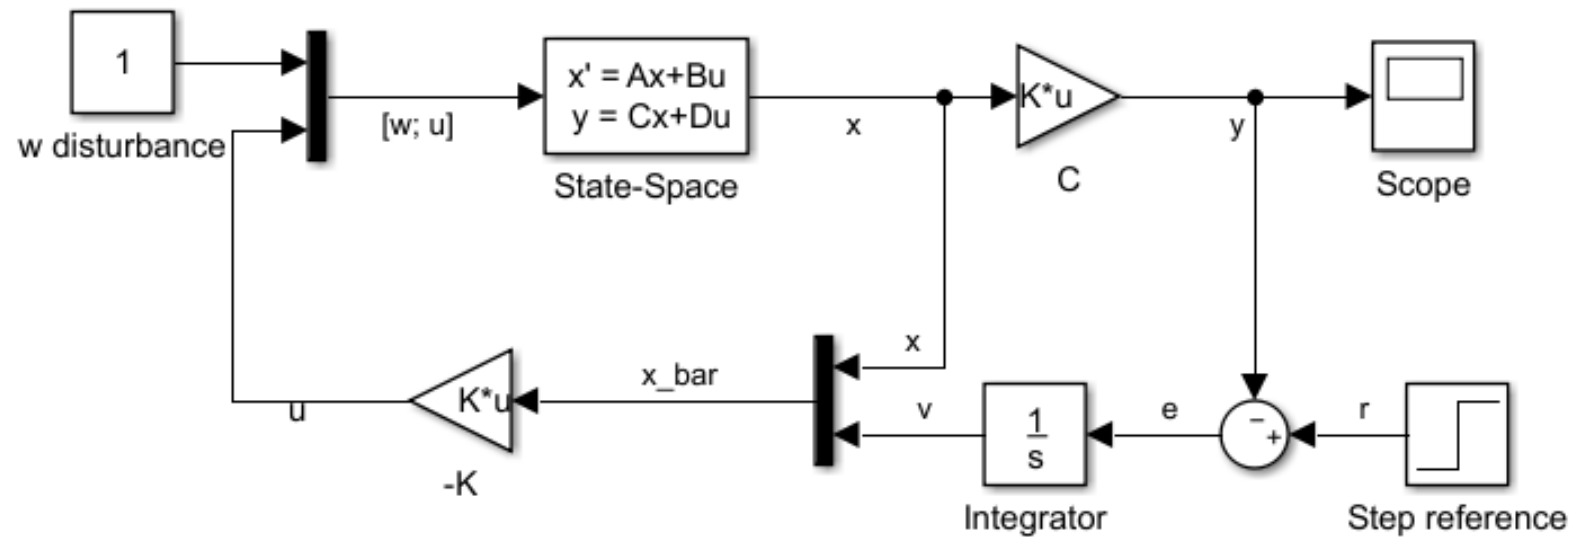 1
w disturbance
[w; u]
x' = Ax+Bu
y = Cx+Du
State-Space
x
K*u
C
y
Scope
x
x_bar
v
K*u
-K
u
1
s
Integrator
e
−
+
r
Step reference